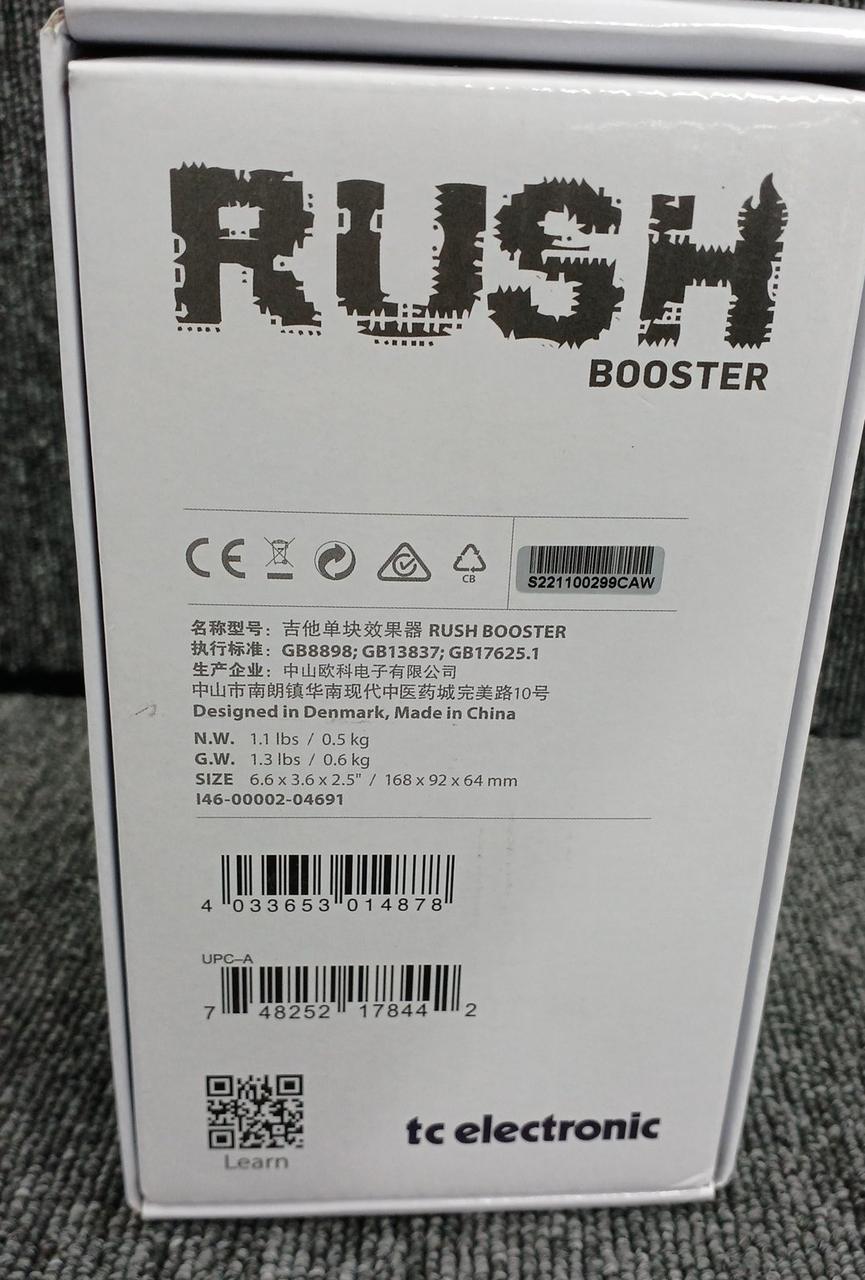 RUSH
BOOSTER
CE
CB
S221100299CAW
名称型号：吉他单块效果器 RUSH BOOSTER
执行标准：GB8898; GB13837; GB17625.1
生产企业：中山欧科电子有限公司
中山市南朗镇华南现代中医药城完美路10号
Designed in Denmark, Made in China
N.W. 1.1 lbs / 0.5 kg
G.W. 1.3 lbs / 0.6 kg
SIZE 6.6 x 3.6 x 2.5" / 168 x 92 x 64 mm
I46-00002-04691
4 033653 014878
UPC-A
7 48252 17844 2
Learn
tc electronic